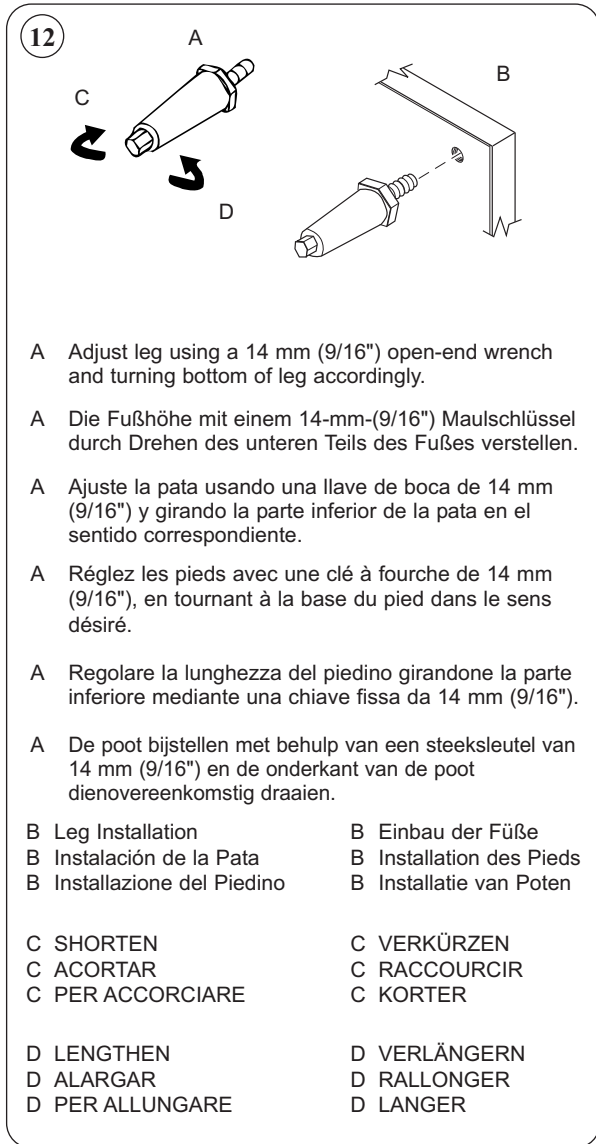 12
A
B
C
D
A Adjust leg using a 14 mm (9/16") open-end wrench
and turning bottom of leg accordingly.
A Die Fußhöhe mit einem 14-mm-(9/16") Maulschlüssel
durch Drehen des unteren Teils des Fußes verstellen.
A Ajuste la pata usando una llave de boca de 14 mm
(9/16") y girando la parte inferior de la pata en el
sentido correspondiente.
A Réglez les pieds avec une clé à fourche de 14 mm
(9/16"), en tournant à la base du pied dans le sens
désiré.
A Regolare la lunghezza del piedino girandone la parte
inferiore mediante una chiave fissa da 14 mm (9/16").
A De poot bijstellen met behulp van een steeksleutel van
14 mm (9/16") en de onderkant van de poot
dienovereenkomstig draaien.
B Leg Installation B Einbau der Füße
B Instalación de la Pata B Installation des Pieds
B Installazione del Piedino B Installatie van Poten
C SHORTEN C VERKÜRZEN
C ACORTAR C RACCOURCIR
C PER ACCORCIARE C KORTER
D LENGTHEN D VERLÄNGERN
D ALARGAR D RALLONGER
D PER ALLUNGARE D LANGER